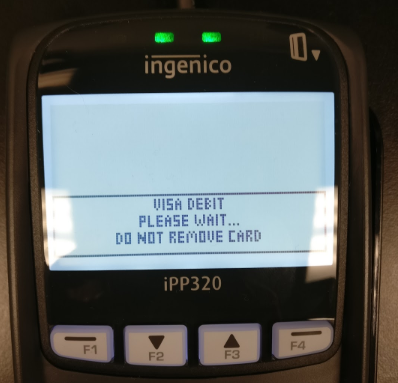 ingenico
VISA DEBIT
PLEASE WAIT...
DO NOT REMOVE CARD
iPP320
F1
F2
F3
F4